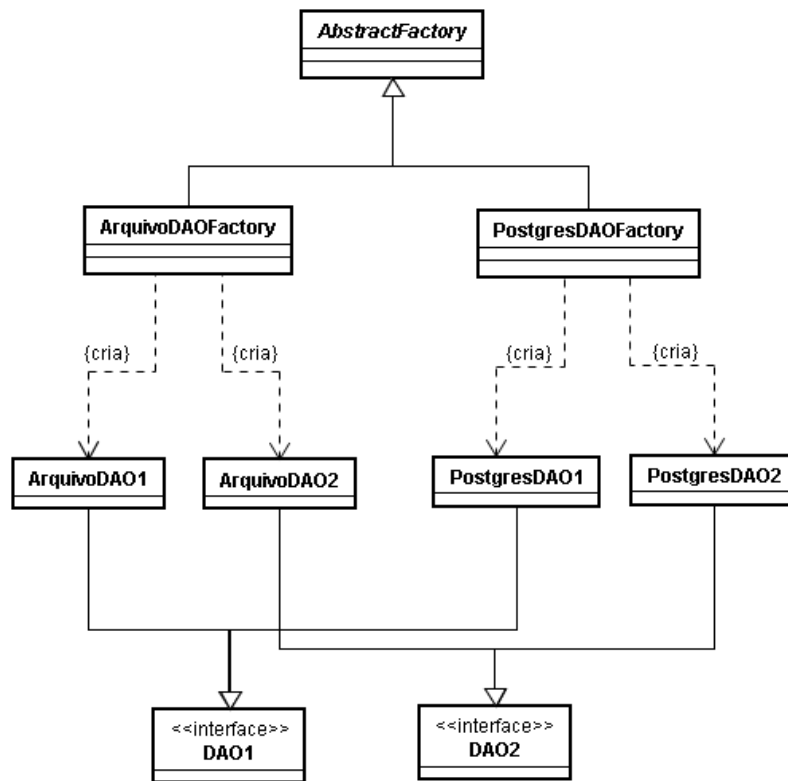 AbstractFactory
ArquivoDAOFactory
PostgresDAOFactory
{cria}
{cria}
{cria}
{cria}
ArquivoDAO1
ArquivoDAO2
PostgresDAO1
PostgresDAO2
<<interface>>
DAO1
<<interface>>
DAO2